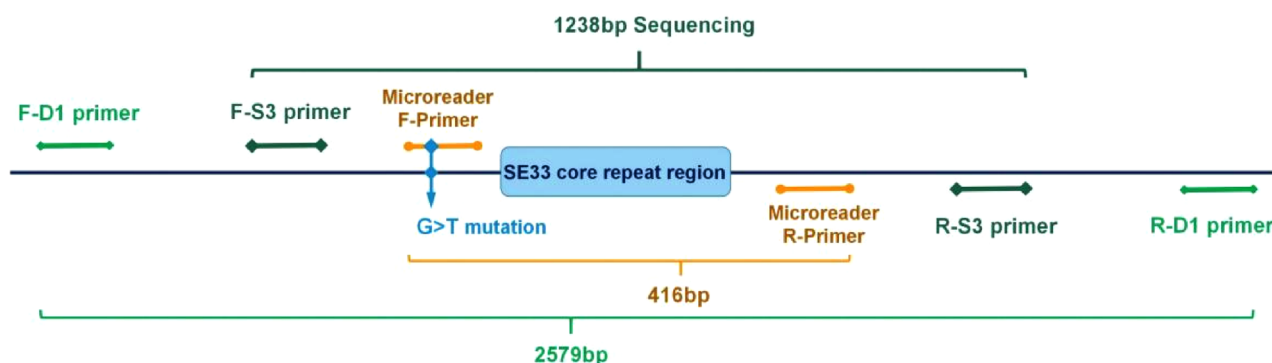 1238bp Sequencing
F-D1 primer
F-S3 primer
Microreader
F-Primer
SE33 core repeat region
G>T mutation
Microreader
R-Primer
R-S3 primer
R-D1 primer
416bp
2579bp